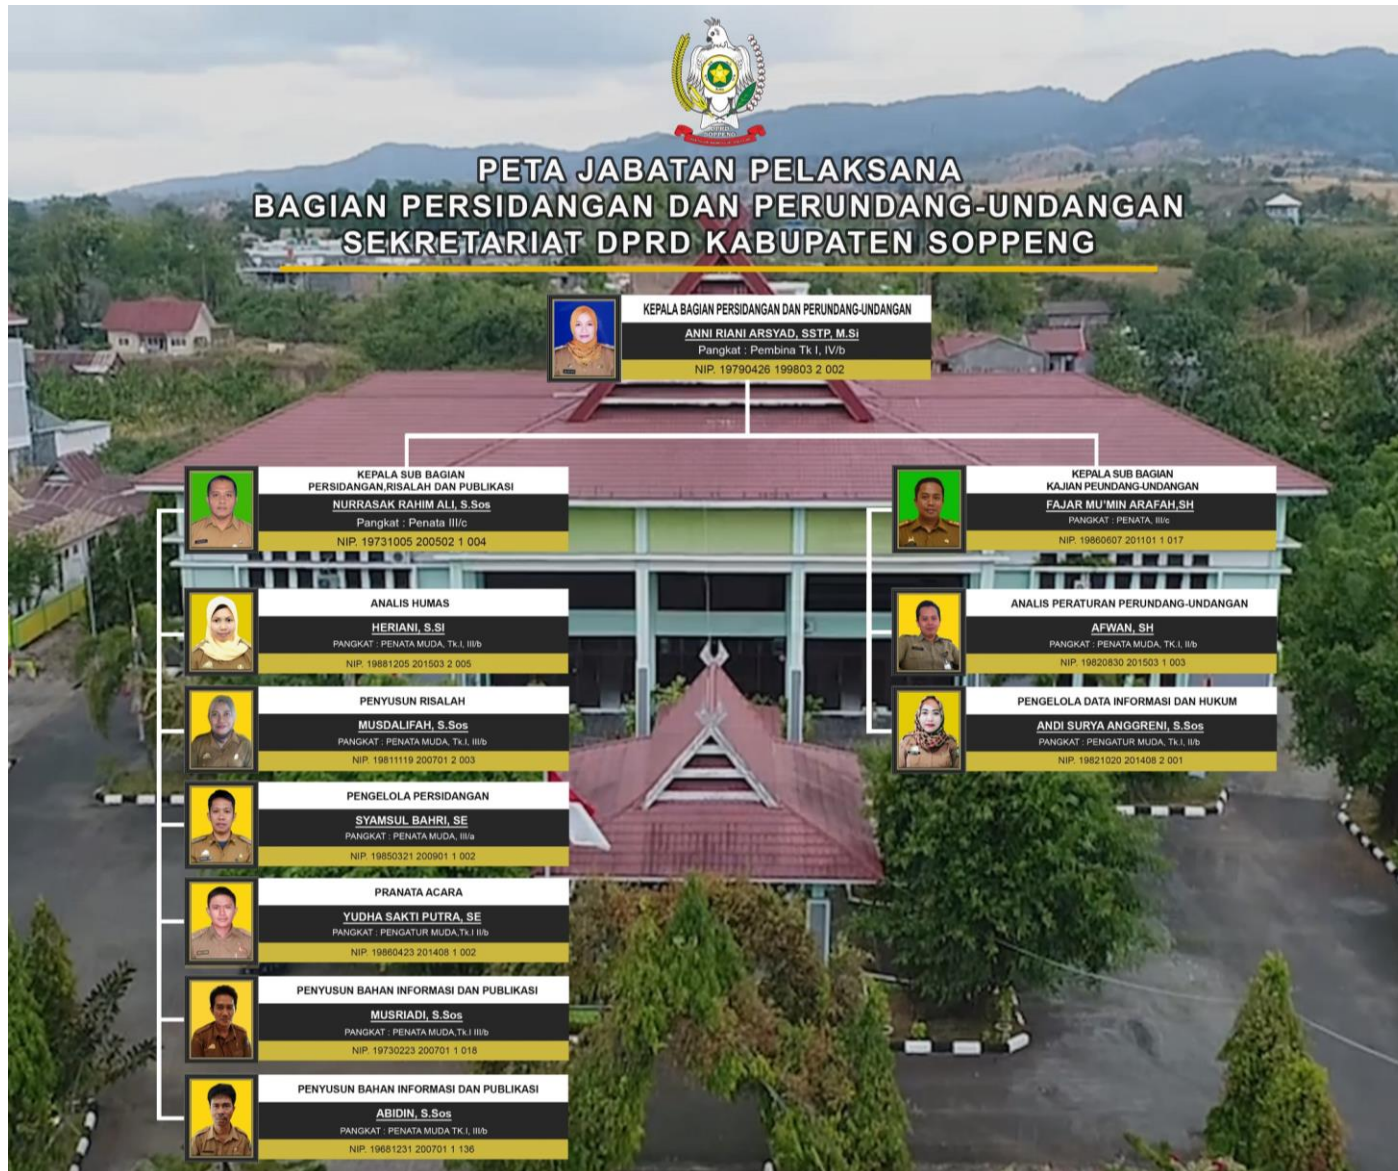 DPRD
SOPPENG
PETA JABATAN PELAKSANA
BAGIAN PERSIDANGAN DAN PERUNDANG-UNDANGAN
SEKRETARIAT DPRD KABUPATEN SOPPENG
KEPALA BAGIAN PERSIDANGAN DAN PERUNDANG-UNDANGAN
ANNI RIANI ARSYAD, SSTP, M.Si
Pangkat : Pembina Tk I, IV/b
NIP. 19790426 199803 2 002
KEPALA SUB BAGIAN
PERSIDANGAN,RISALAH DAN PUBLIKASI
NURRASAK RAHIM ALI, S.Sos
Pangkat : Penata III/c
NIP. 19731005 200502 1 004
ANALIS HUMAS
HERIANI, S.SI
PANGKAT : PENATA MUDA, Tk.I, III/b
NIP. 19881205 201503 2 005
PENYUSUN RISALAH
MUSDALIFAH, S.Sos
PANGKAT : PENATA MUDA, Tk.I, III/b
NIP. 19811119 200701 2 003
PENGELOLA PERSIDANGAN
SYAMSUL BAHRI, SE
PANGKAT : PENATA MUDA, III/a
NIP. 19850321 200901 1 002
PRANATA ACARA
YUDHA SAKTI PUTRA, SE
PANGKAT : PENGATUR MUDA,Tk.I II/b
NIP. 19860423 201408 1 002
PENYUSUN BAHAN INFORMASI DAN PUBLIKASI
MUSRIADI, S.Sos
PANGKAT : PENATA MUDA,Tk.I III/b
NIP. 19730223 200701 1 018
PENYUSUN BAHAN INFORMASI DAN PUBLIKASI
ABIDIN, S.Sos
PANGKAT : PENATA MUDA TK.I, III/b
NIP. 19681231 200701 1 136
KEPALA SUB BAGIAN
KAJIAN PEUNDANG-UNDANGAN
FAJAR MU'MIN ARAFAH,SH
PANGKAT : PENATA, III/c
NIP. 19860607 201101 1 017
ANALIS PERATURAN PERUNDANG-UNDANGAN
AFWAN, SH
PANGKAT : PENATA MUDA, TK.I, II/b
NIP. 19820830 201503 1 003
PENGELOLA DATA INFORMASI DAN HUKUM
ANDI SURYA ANGGRENI, S.Sos
PANGKAT : PENGATUR MUDA, Tk.I, II/b
NIP. 19821020 201408 2 001